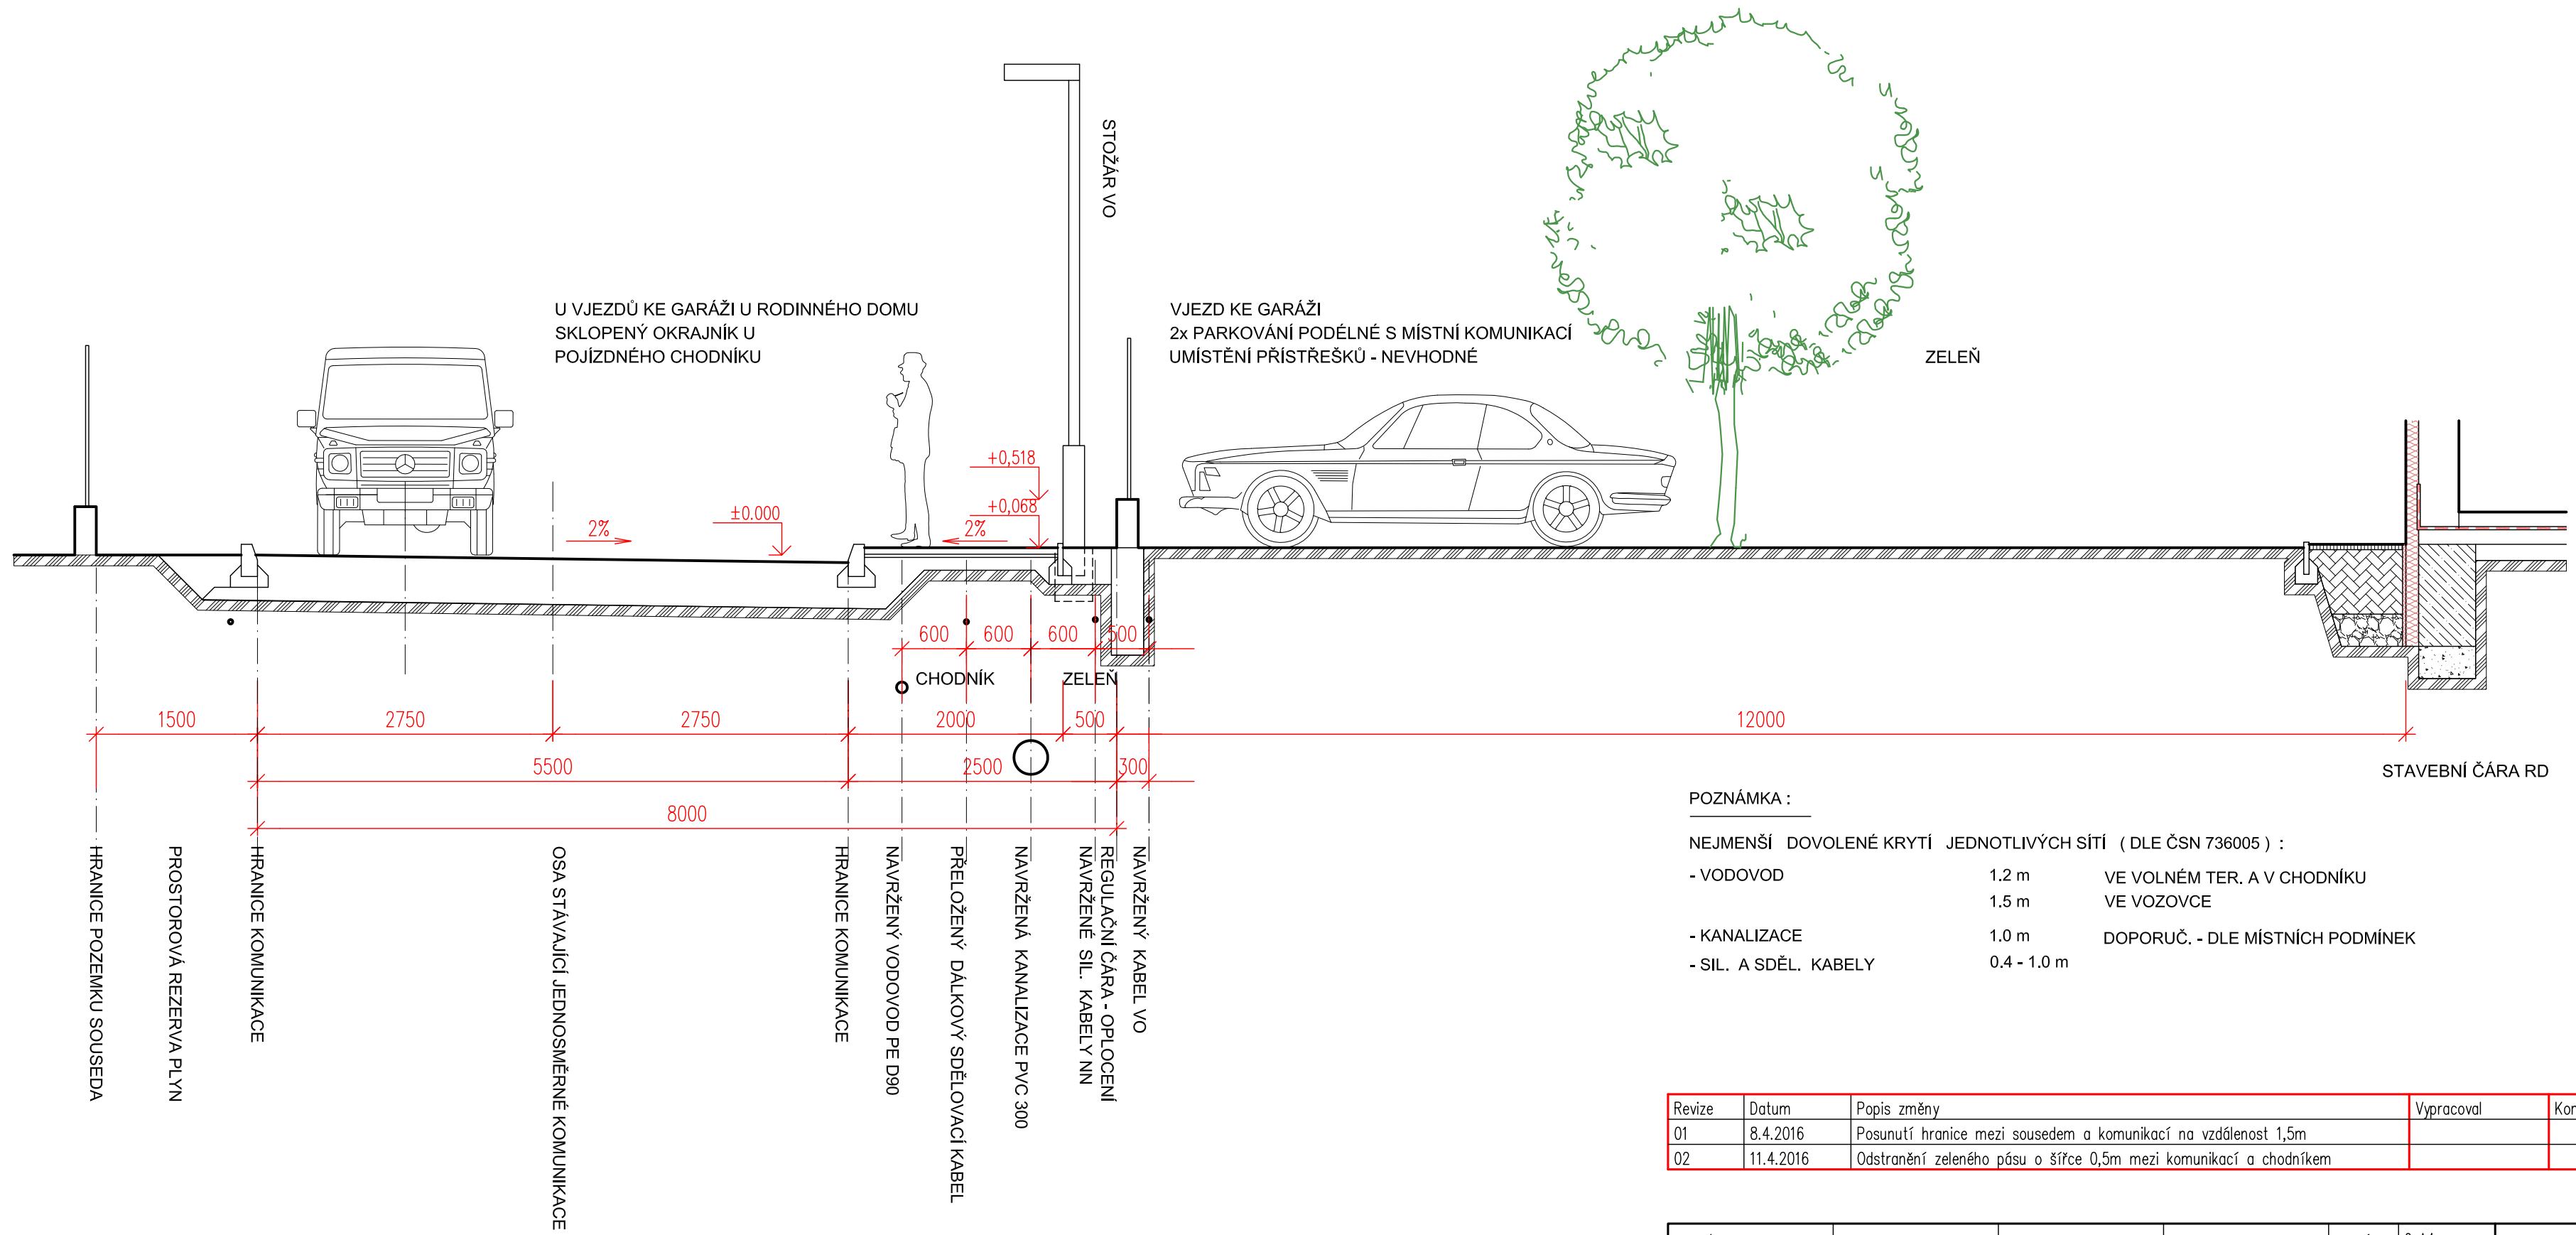 STOŽÁR VO
U VJEZDŮ KE GARÁŽI U RODINNÉHO DOMU
SKLOPENÝ OKRAJNÍK U
POJÍZDNÉHO CHODNÍKU
VJEZD KE GARÁŽI
2x PARKOVÁNÍ PODÉLNÉ S MÍSTNÍ KOMUNIKACÍ
UMÍSTĚNÍ PŘÍSTŘEŠKŮ - NEVHODNÉ
ZELEŇ
+0,518
+0,068
±0.000
2%
2%
600
600
600
500
CHODNÍK
ZELEŇ
1500
2750
2750
2000
500
12000
5500
2500
300
8000
STAVEBNÍ ČÁRA RD
HRANICE POZEMKU SOUSEDA
PROSTOROVÁ REZERVA PLYN
HRANICE KOMUNIKACE
OSA STÁVAJÍCÍ JEDNOSMĚRNÉ KOMUNIKACE
HRANICE KOMUNIKACE
NAVRŽENÝ VODOVOD PE D90
PŘELOŽENÝ DÁLKOVÝ SDĚLOVACÍ KABEL
NAVRŽENÁ KANALIZACE PVC 300
NAVRŽENÉ SIL. KABELY NN
REGULAČNÍ ČÁRA - OPLOCENÍ
NAVRŽENÝ KABEL VO
POZNÁMKA :
NEJMENŠÍ DOVOLENÉ KRYTÍ JEDNOTLIVÝCH SÍTÍ ( DLE ČSN 736005 ) :
- VODOVOD 1.2 m VE VOLNÉM TER. A V CHODNÍKU
1.5 m VE VOZOVCE
- KANALIZACE 1.0 m DOPORUČ. - DLE MÍSTNÍCH PODMÍNEK
- SIL. A SDĚL. KABELY 0.4 - 1.0 m
Revize Datum Popis změny Vypracoval
01 8.4.2016 Posunutí hranice mezi sousedem a komunikací na vzdálenost 1,5m
02 11.4.2016 Odstranění zeleného pásu o šířce 0,5m mezi komunikací a chodníkem